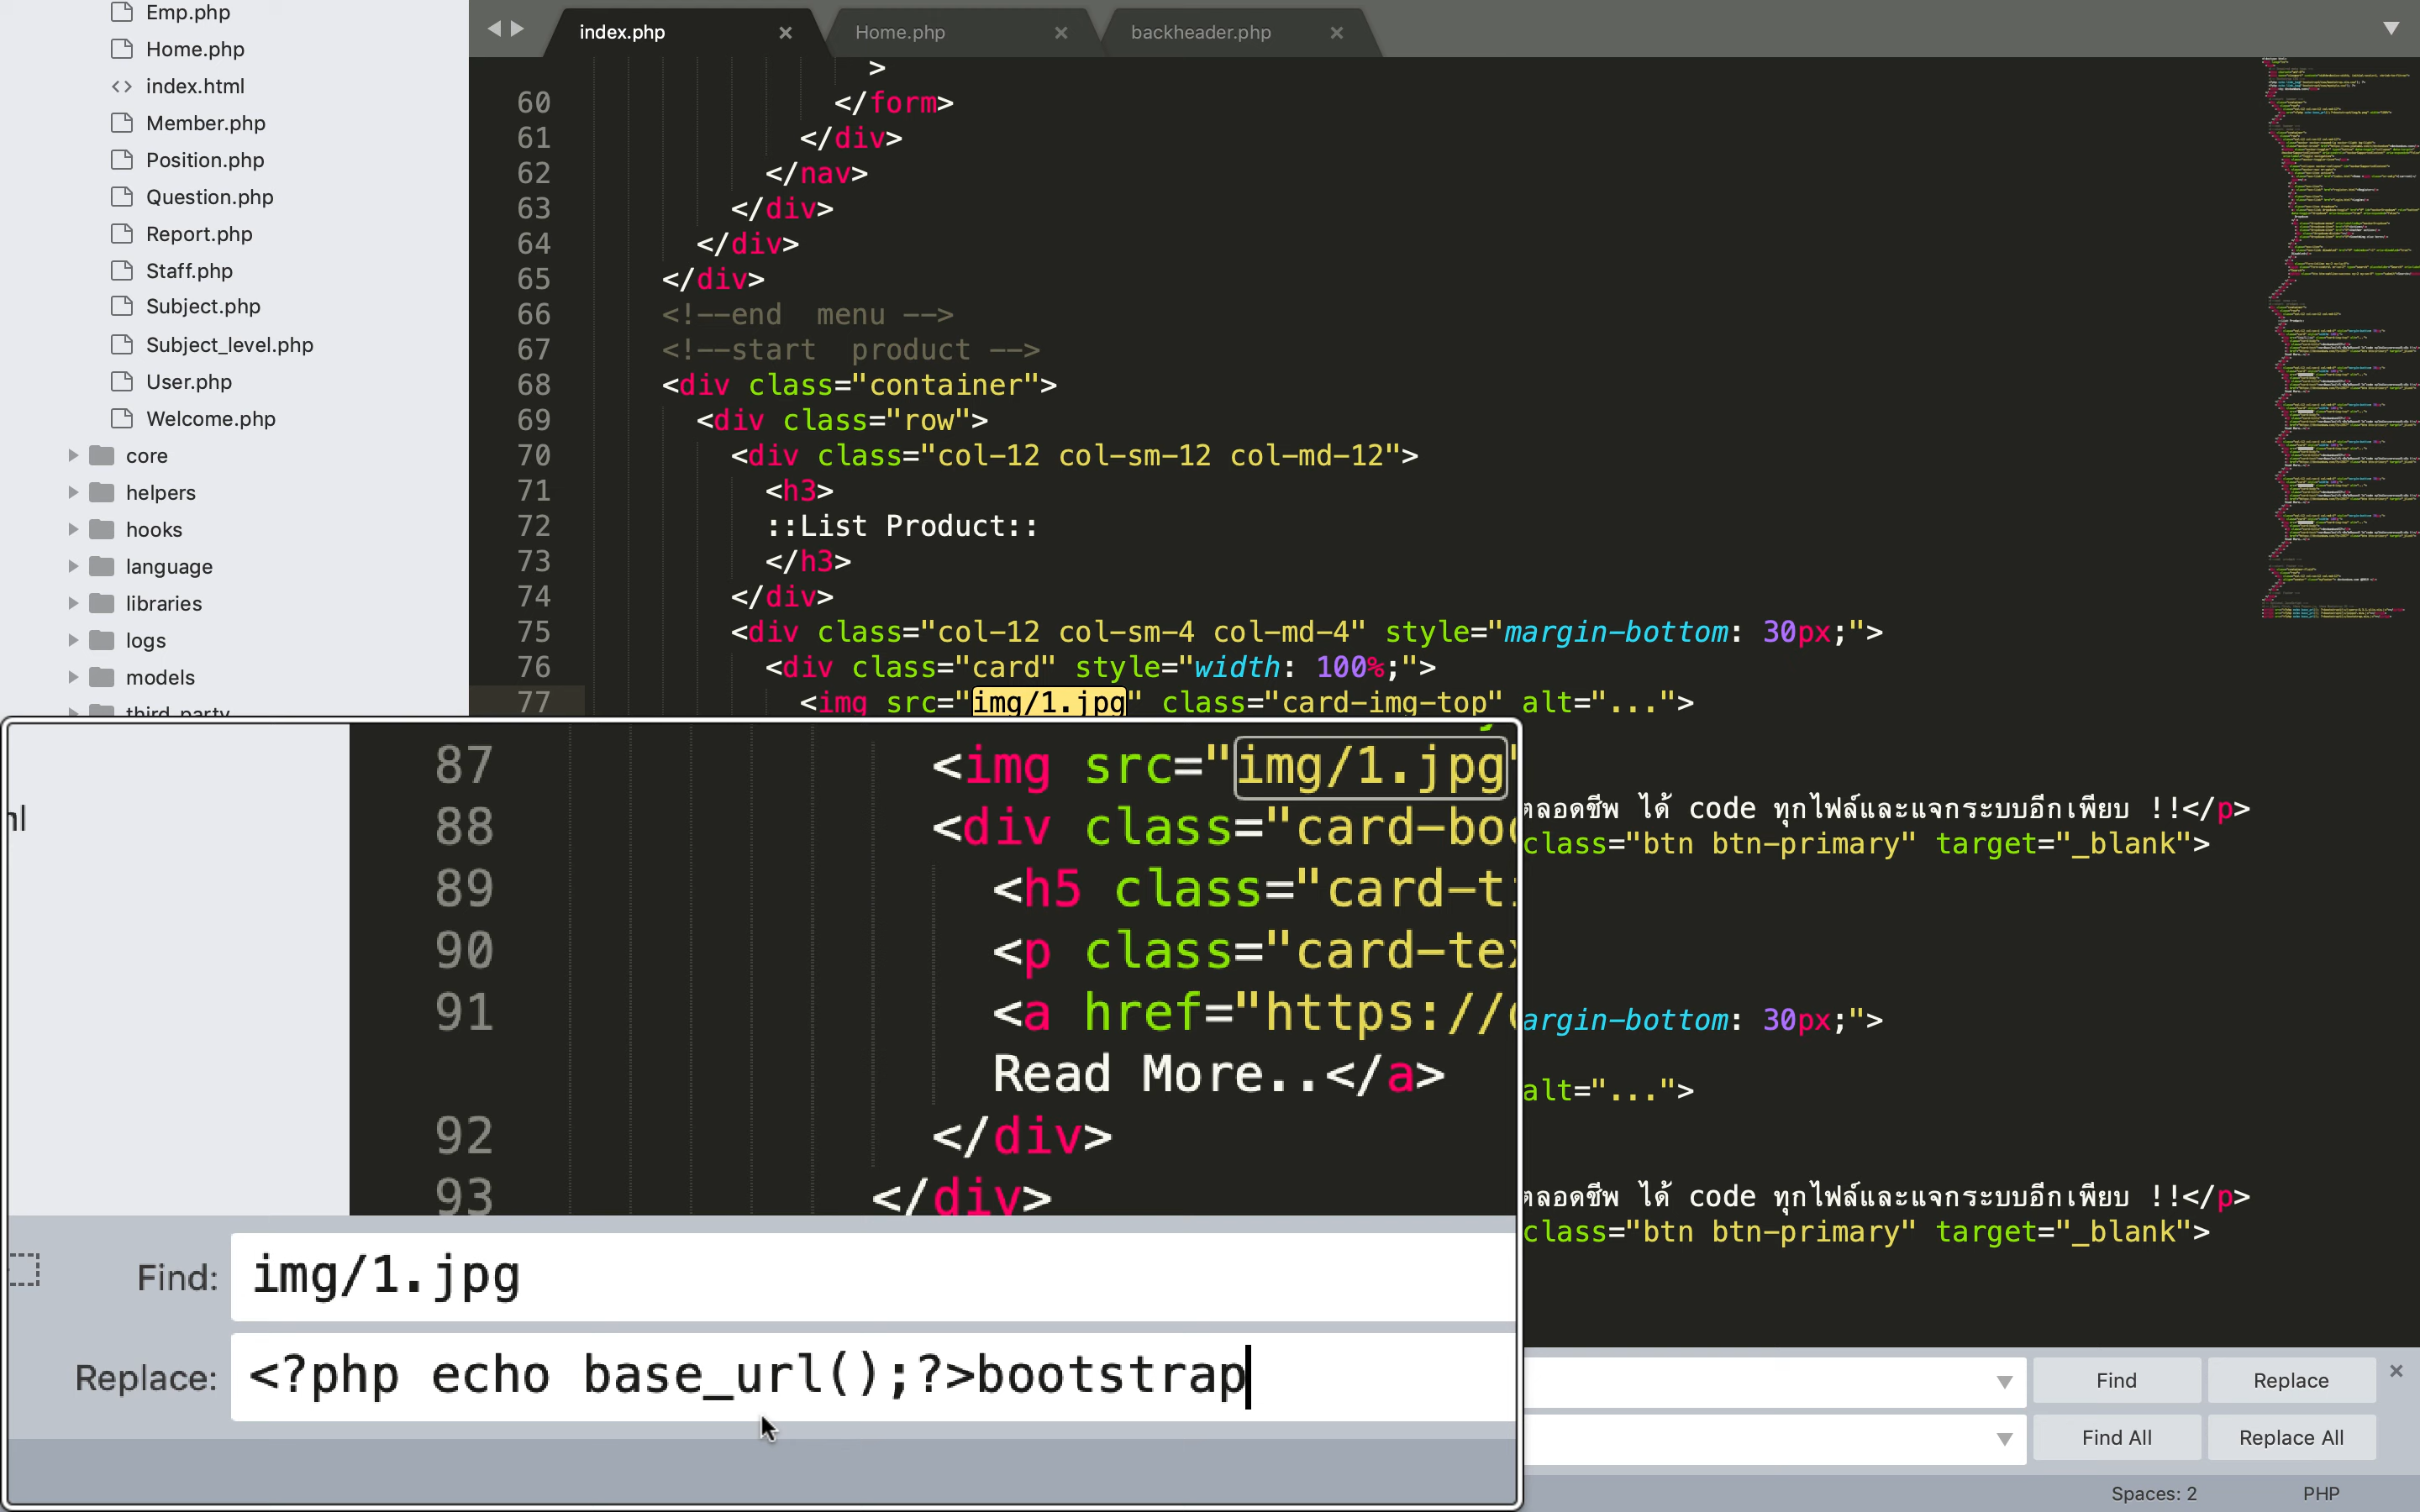 Emp.php
Home.php
index.html
Member.php
Position.php
Question.php
Report.php
Staff.php
Subject.php
Subject_level.php
User.php
Welcome.php
core
helpers
hooks
language
libraries
logs
models
third_party
index.php
Home.php
backheader.php
>
60 </form>
61 </div>
62 </nav>
63 </div>
64 </div>
65 </div>
66 <!--end  menu -->
67 <!--start  product -->
68 <div class="container">
69 <div class="row">
70 <div class="col-12 col-sm-12 col-md-12">
71 <h3>
72 ::List Product::
73 </h3>
74 </div>
75 <div class="col-12 col-sm-4 col-md-4" style="margin-bottom: 30px;">
76 <div class="card" style="width: 100%;">
77 <img src="img/1.jpg" class="card-img-top" alt="...">
ตลอดชีพ ได้ code ทุกไฟล์และแจกระบบอีกเพียบ !!</p>
class="btn btn-primary" target="_blank">
argin-bottom: 30px;">
alt="...">
ตลอดชีพ ได้ code ทุกไฟล์และแจกระบบอีกเพียบ !!</p>
class="btn btn-primary" target="_blank">
87 <img src="img/1.jpg"
88 <div class="card-bo
89 <h5 class="card-t
90 <p class="card-te
91 <a href="https://
Read More..</a>
92 </div>
93 </div>
Find: img/1.jpg
Replace: <?php echo base_url();?>bootstrap
Find
Replace
Find All
Replace All
Spaces: 2
PHP